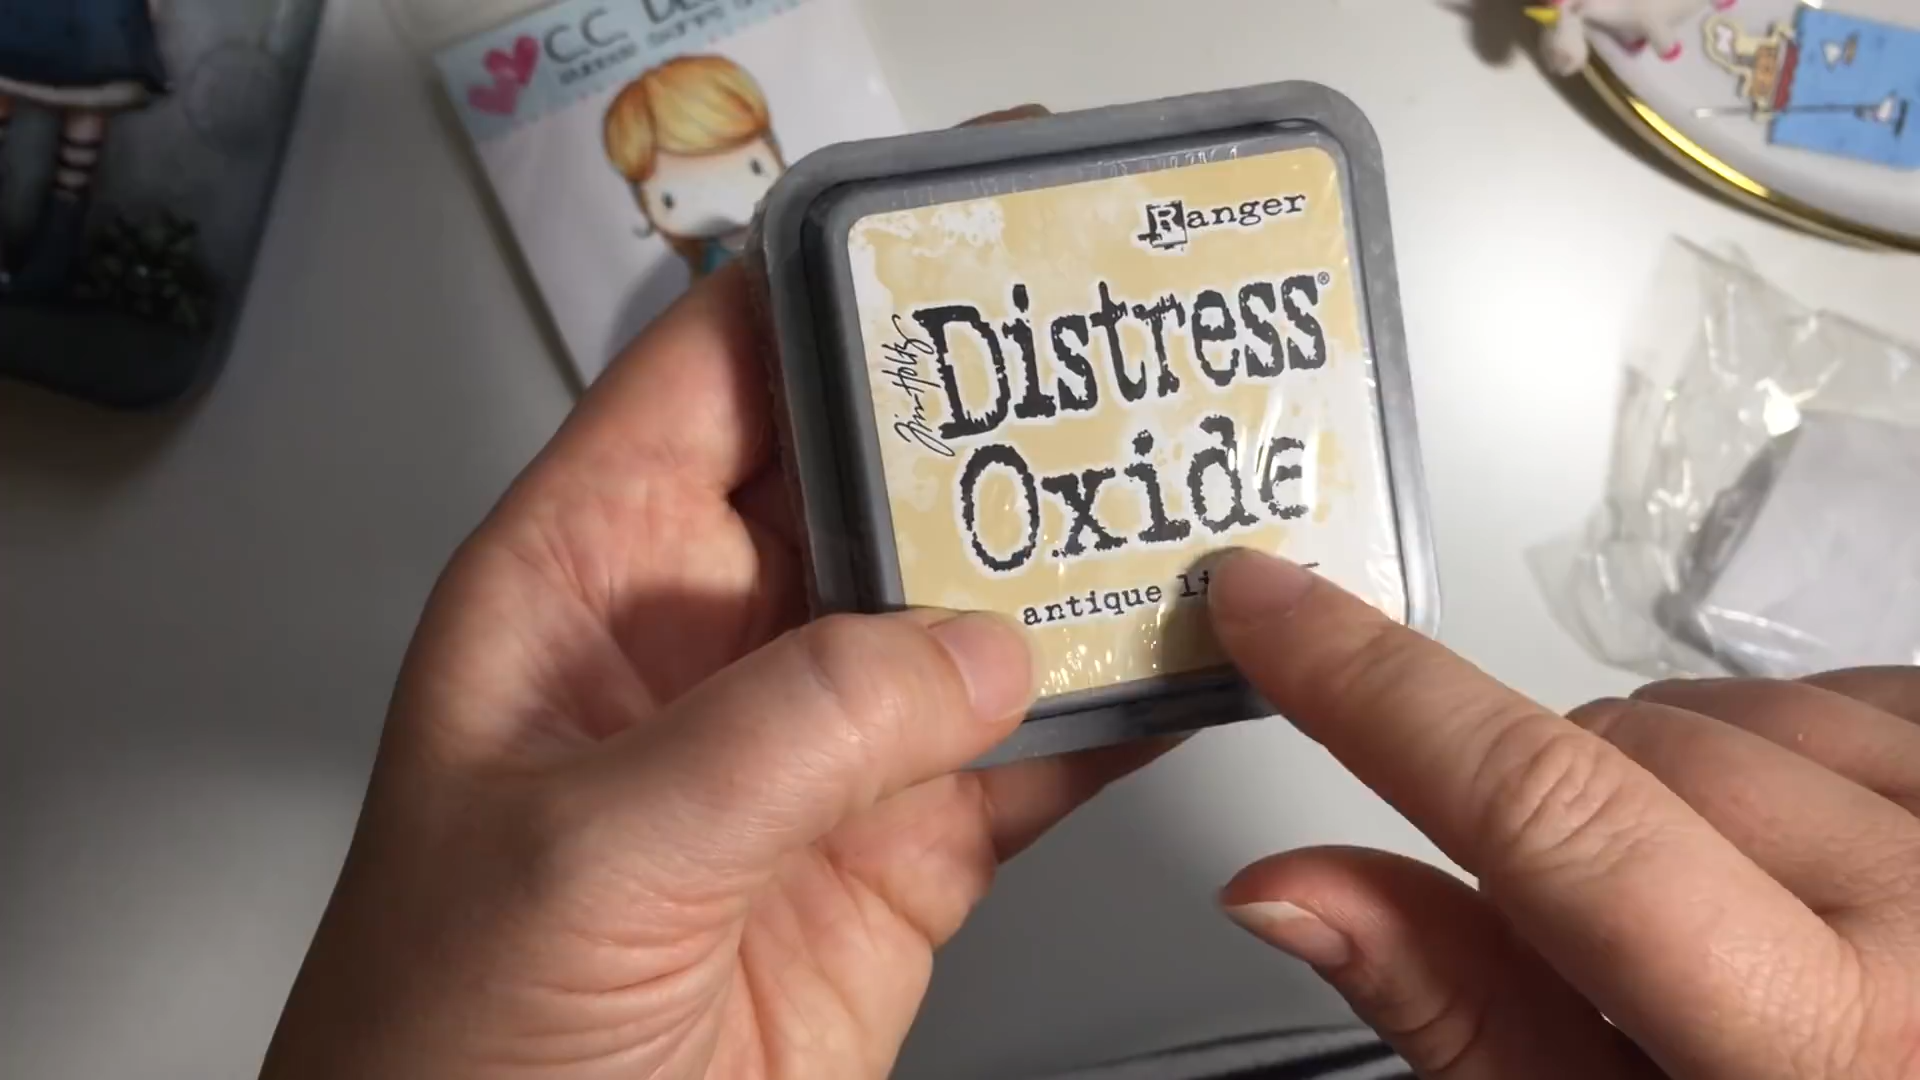 C.C.
Ranger
Distress®
Tim Holtz
Oxide
antique